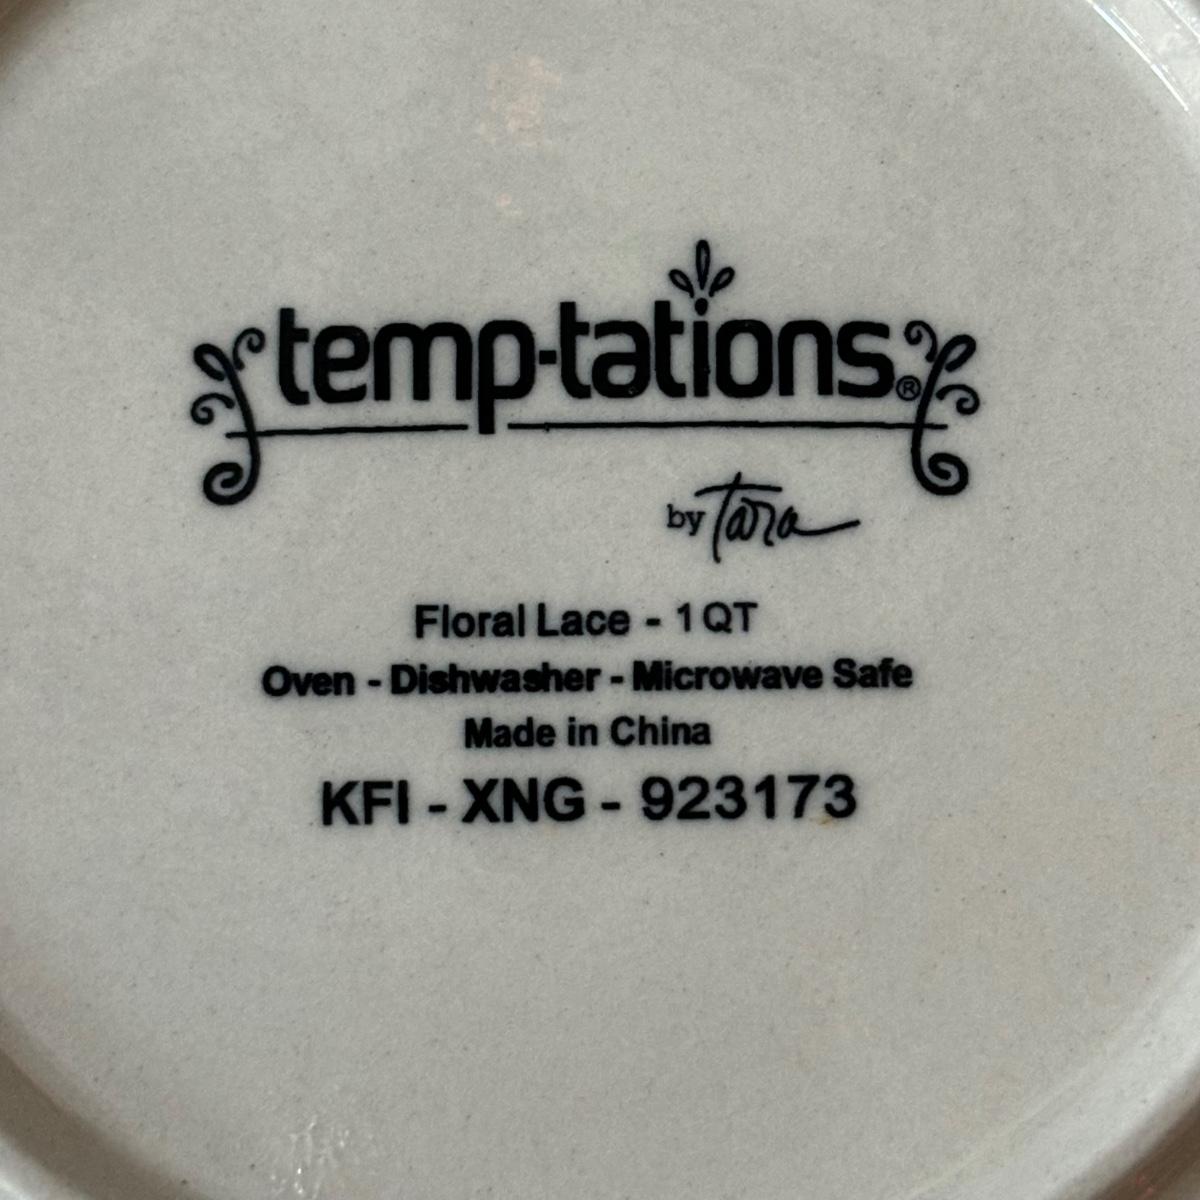 temp-tations®
by Tara
Floral Lace - 1 QT
Oven - Dishwasher - Microwave Safe
Made in China
KFI - XNG - 923173